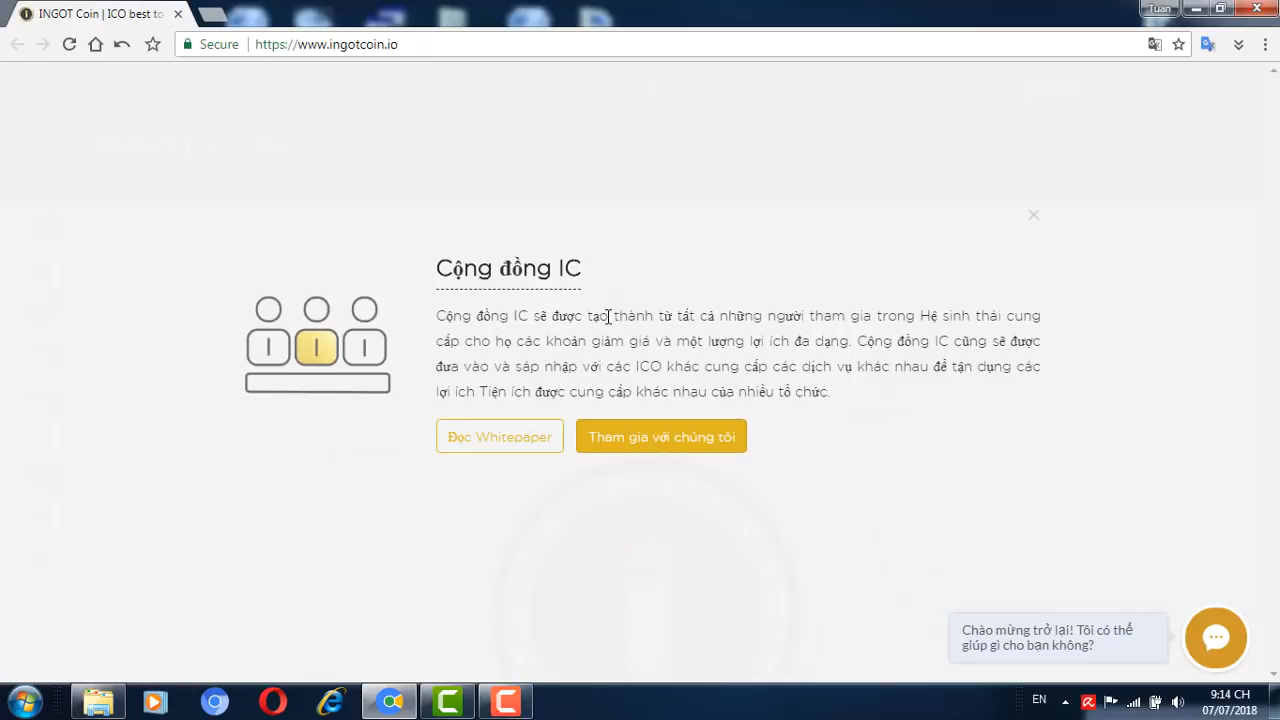 INGOT Coin | ICO best to
Tuan
Secure
https://www.ingotcoin.io
Cộng đồng IC
Cộng đồng IC sẽ được tạo thành từ tất cả những người tham gia trong Hệ sinh thái cung
cấp cho họ các khoản giảm giá và một lượng lợi ích đa dạng. Cộng đồng IC cũng sẽ được
đưa vào và sáp nhập với các ICO khác cung cấp các dịch vụ khác nhau để tận dụng các
lợi ích Tiện ích được cung cấp khác nhau của nhiều tổ chức.
Đọc Whitepaper
Tham gia với chúng tôi
Chào mừng trở lại! Tôi có thể
giúp gì cho bạn không?
EN
9:14 CH
07/07/2018